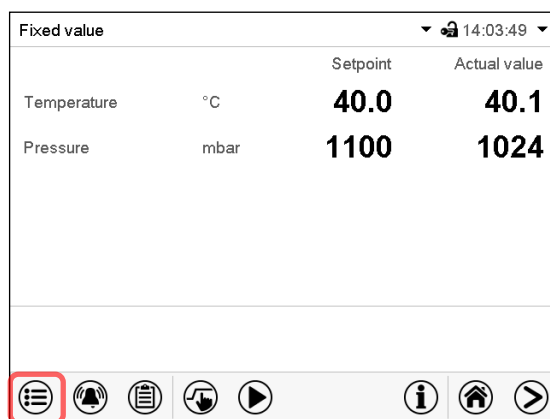 Fixed value 14:03:49
Setpoint Actual value
Temperature °C 40.0 40.1
Pressure mbar 1100 1024